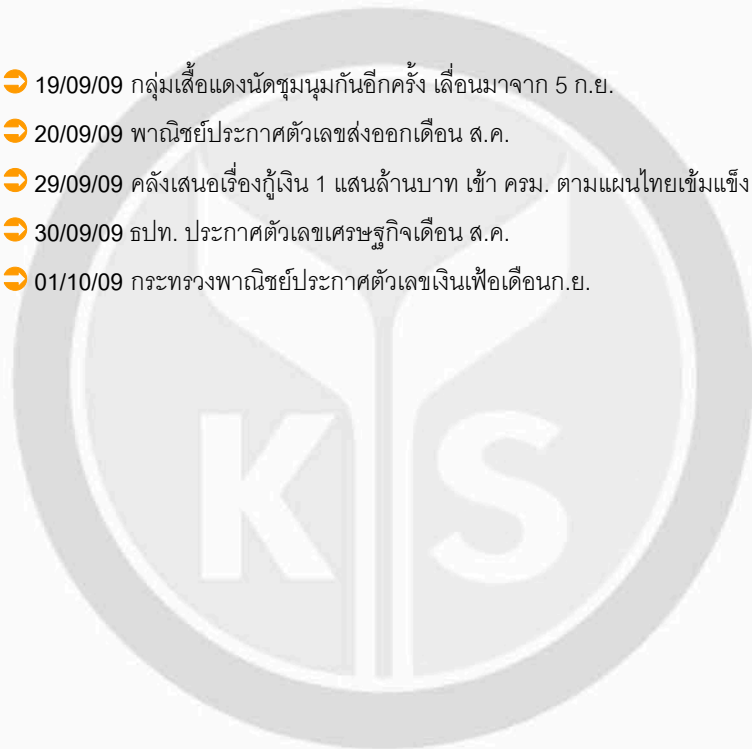 19/09/09 กลุ่มเสื้อแดงนัดชุมนุมกันอีกครั้ง เลื่อนมาจาก 5 ก.ย.
20/09/09 พาณิชย์ประกาศตัวเลขส่งออกเดือน ส.ค.
29/09/09 คลังเสนอเรื่องกู้เงิน 1 แสนล้านบาท เข้า ครม. ตามแผนไทยเข้มแข็ง
30/09/09 ธปท. ประกาศตัวเลขเศรษฐกิจเดือน ส.ค.
01/10/09 กระทรวงพาณิชย์ประกาศตัวเลขเงินเฟ้อเดือนก.ย.
K S